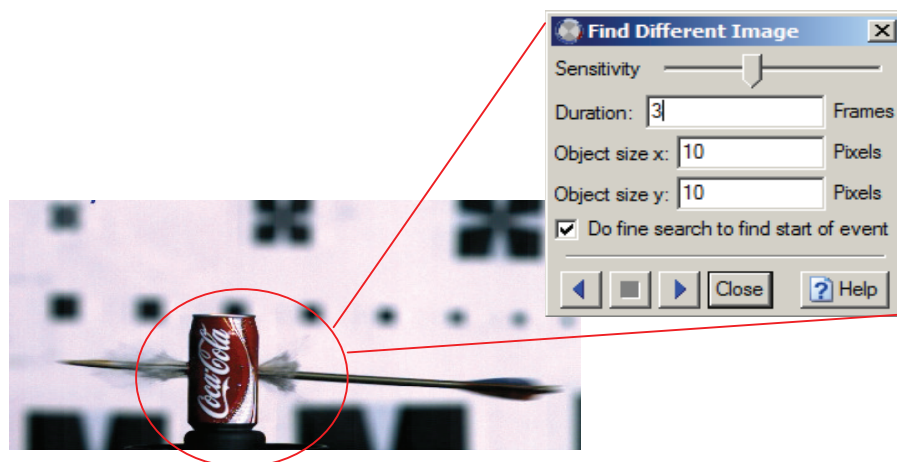 Find Different Image
Sensitivity
Duration: 3 Frames
Object size x: 10 Pixels
Object size y: 10 Pixels
Do fine search to find start of event
Close ? Help
Coca-Cola